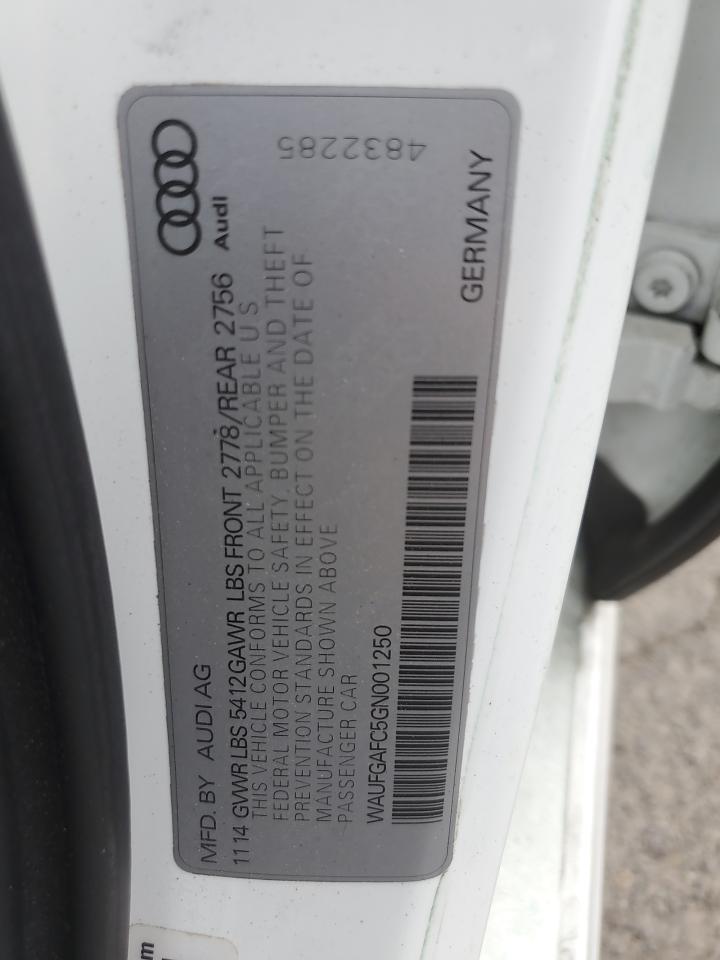 MFD. BY AUDI AG
11 14 GVWR LBS 5412GAWR LBS FRONT 2778/REAR 2756
THIS VEHICLE CONFORMS TO ALL APPLICABLE U S
FEDERAL MOTOR VEHICLE SAFETY, BUMPER AND THEFT
PREVENTION STANDARDS IN EFFECT ON THE DATE OF
MANUFACTURE SHOWN ABOVE
PASSENGER CAR
WAUFGAFC5GN001250
GERMANY
Audi
4832285
m